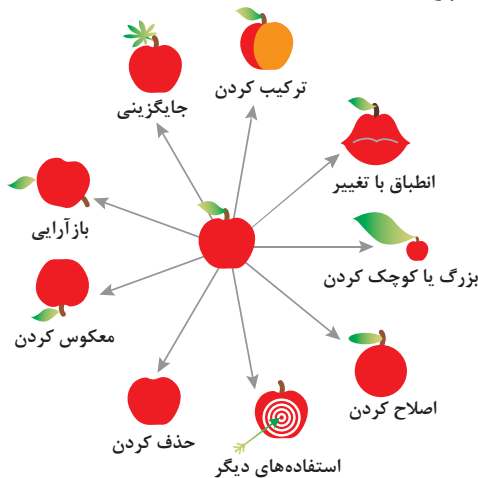 ترکیب کردن
جایگزینی
انطباق با تغییر
بازآرایی
بزرگ یا کوچک کردن
معکوس کردن
اصلاح کردن
حذف کردن
استفاده‌های دیگر